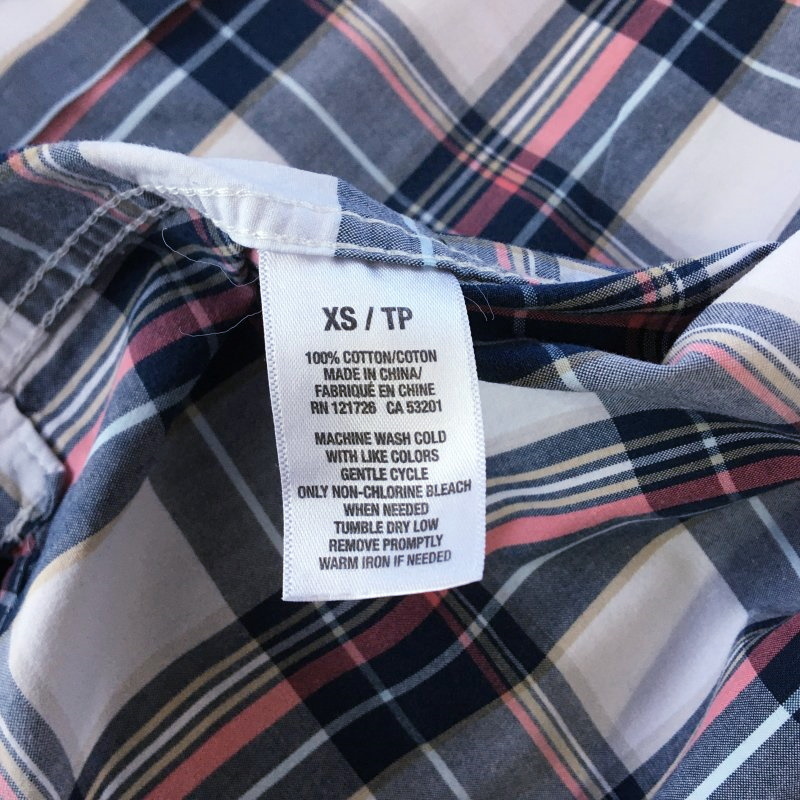 XS / TP
100% COTTON/COTON
MADE IN CHINA/
FABRIQUÉ EN CHINE
RN 121726 CA 53201
MACHINE WASH COLD
WITH LIKE COLORS
GENTLE CYCLE
ONLY NON-CHLORINE BLEACH
WHEN NEEDED
TUMBLE DRY LOW
REMOVE PROMPTLY
WARM IRON IF NEEDED